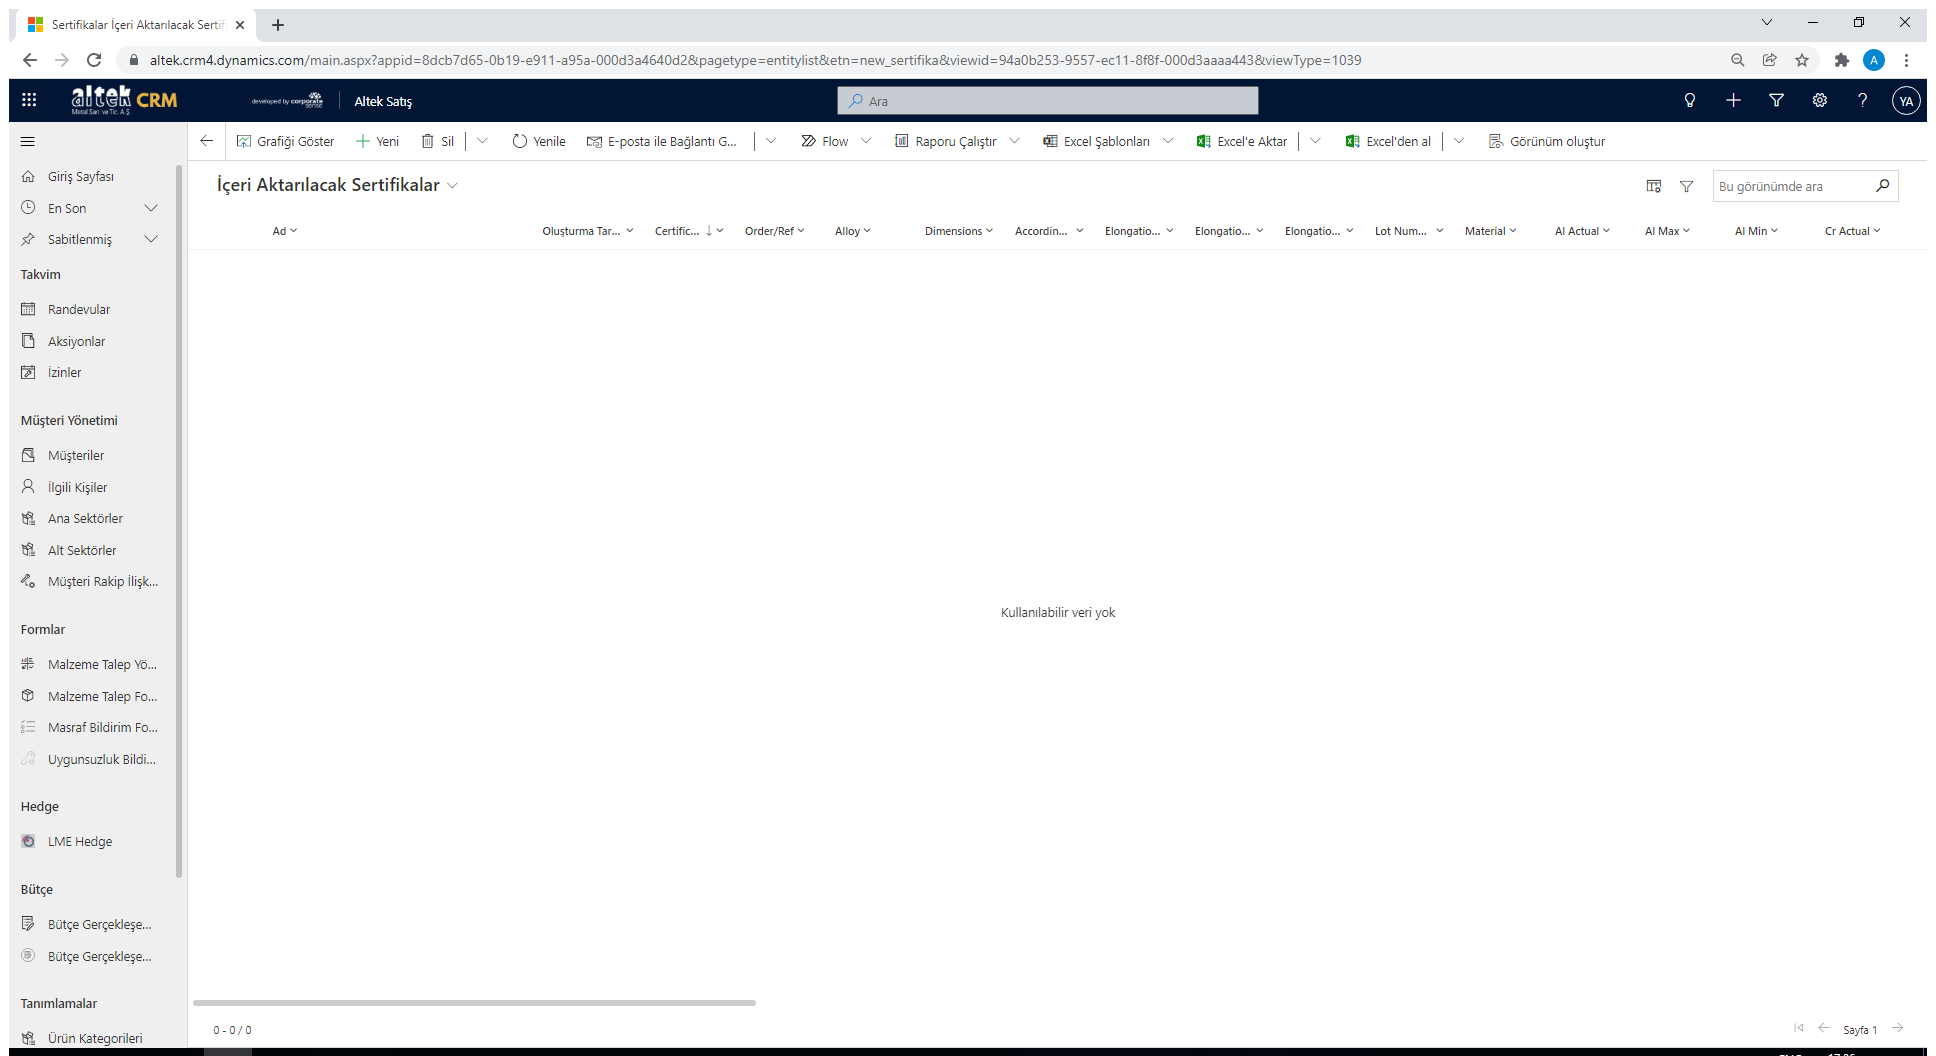 Sertifikalar İçeri Aktarılacak Sertif
altek.crm4.dynamics.com/main.aspx?appid=8dcb7d65-0b19-e911-a95a-000d3a4640d2&pagetype=entitylist&etn=new_sertifika&viewid=94a0b253-9557-ec11-8f8f-000d3aaaa443&viewType=1039
A
altek CRM
Metal San. ve Tic. A.Ş.
developed by corporate sense
Altek Satış
Ara
YA
Grafiği Göster
Yeni
Sil
Yenile
E-posta ile Bağlantı G...
Flow
Raporu Çalıştır
Excel Şablonları
Excel'e Aktar
Excel'den al
Görünüm oluştur
Giriş Sayfası
En Son
Sabitlenmiş
Takvim
Randevular
Aksiyonlar
İzinler
Müşteri Yönetimi
Müşteriler
İlgili Kişiler
Ana Sektörler
Alt Sektörler
Müşteri Rakip İlişk...
Formlar
Malzeme Talep Yö...
Malzeme Talep Fo...
Masraf Bildirim Fo...
Uygunsuzluk Bildi...
Hedge
LME Hedge
Bütçe
Bütçe Gerçekleşe...
Bütçe Gerçekleşe...
Tanımlamalar
Ürün Kategorileri
İçeri Aktarılacak Sertifikalar
Bu görünümde ara
Ad
Oluşturma Tar...
Certific...
Order/Ref
Alloy
Dimensions
Accordin...
Elongatio...
Elongatio...
Elongatio...
Lot Num...
Material
Al Actual
Al Max
Al Min
Cr Actual
Kullanılabilir veri yok
0 - 0 / 0
Sayfa 1